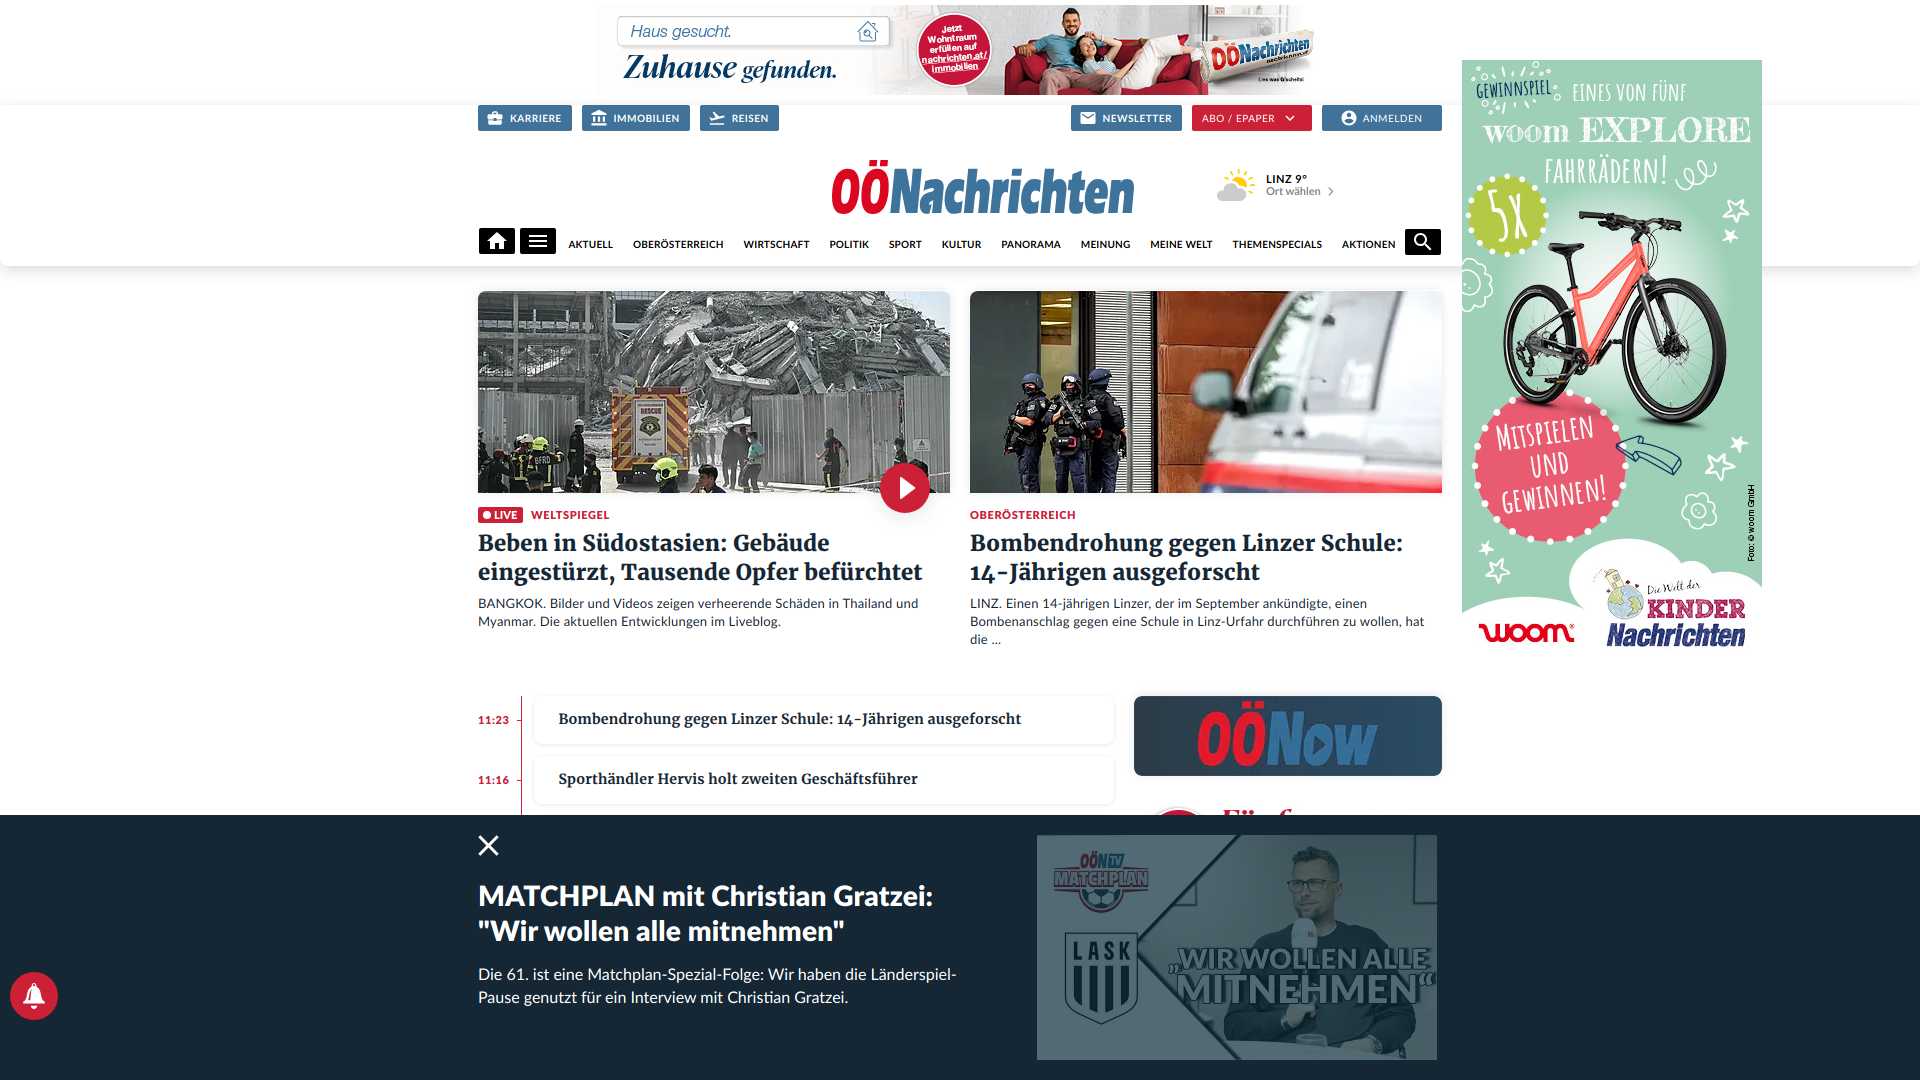 Haus gesucht.
Zuhause gefunden.
Jetzt
Wohntraum
erfüllen auf
nachrichten.at/
immobilien
OÖNachrichten
Lies was G'scheits!
KARRIERE
IMMOBILIEN
REISEN
NEWSLETTER
ABO / EPAPER
ANMELDEN
OÖNachrichten
LINZ 9°
Ort wählen
AKTUELL
OBERÖSTERREICH
WIRTSCHAFT
POLITIK
SPORT
KULTUR
PANORAMA
MEINUNG
MEINE WELT
THEMENSPECIALS
AKTIONEN
GEWINNSPIEL
EINES VON FÜNF
woom EXPLORE
FAHRRÄDERN!
5X
MITSPIELEN
UND
GEWINNEN!
Foto: © woom GmbH
Die Welt der
KINDER
Nachrichten
woom
RESCUE
BFRD
LIVE
WELTSPIEGEL
Beben in Südostasien: Gebäude
eingestürzt, Tausende Opfer befürchtet
BANGKOK. Bilder und Videos zeigen verheerende Schäden in Thailand und
Myanmar. Die aktuellen Entwicklungen im Liveblog.
OBERÖSTERREICH
Bombendrohung gegen Linzer Schule:
14-Jährigen ausgeforscht
LINZ. Einen 14-jährigen Linzer, der im September ankündigte, einen
Bombenanschlag gegen eine Schule in Linz-Urfahr durchführen zu wollen, hat
die ...
11:23
Bombendrohung gegen Linzer Schule: 14-Jährigen ausgeforscht
11:16
Sporthändler Hervis holt zweiten Geschäftsführer
OÖNow
MATCHPLAN mit Christian Gratzei:
"Wir wollen alle mitnehmen"
Die 61. ist eine Matchplan-Spezial-Folge: Wir haben die Länderspiel-
Pause genutzt für ein Interview mit Christian Gratzei.
OÖN TV
MATCHPLAN
LASK
„WIR WOLLEN ALLE
MITNEHMEN“